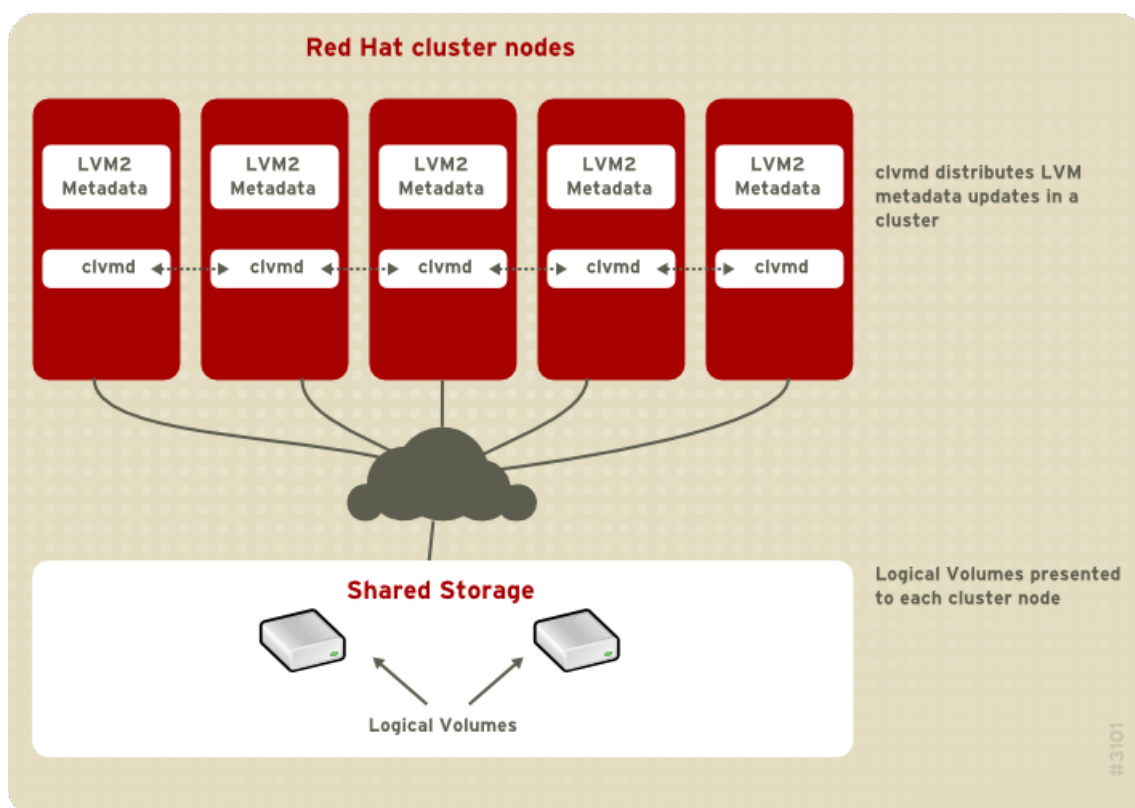 Red Hat cluster nodes
LVM2
Metadata
LVM2
Metadata
LVM2
Metadata
LVM2
Metadata
LVM2
Metadata
clvmd distributes LVM
metadata updates in a
cluster
clvmd
clvmd
clvmd
clvmd
clvmd
Shared Storage
Logical Volumes presented
to each cluster node
Logical Volumes
#3101